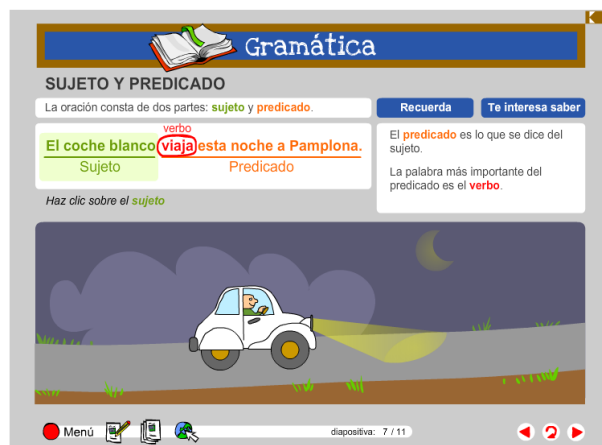 Gramática
SUJETO Y PREDICADO
La oración consta de dos partes: sujeto y predicado.
Recuerda
Te interesa saber
verbo
El coche blanco viaja esta noche a Pamplona.
Sujeto
Predicado
El predicado es lo que se dice del
sujeto.
La palabra más importante del
predicado es el verbo.
Haz clic sobre el sujeto
Menú
diapositiva: 7 / 11